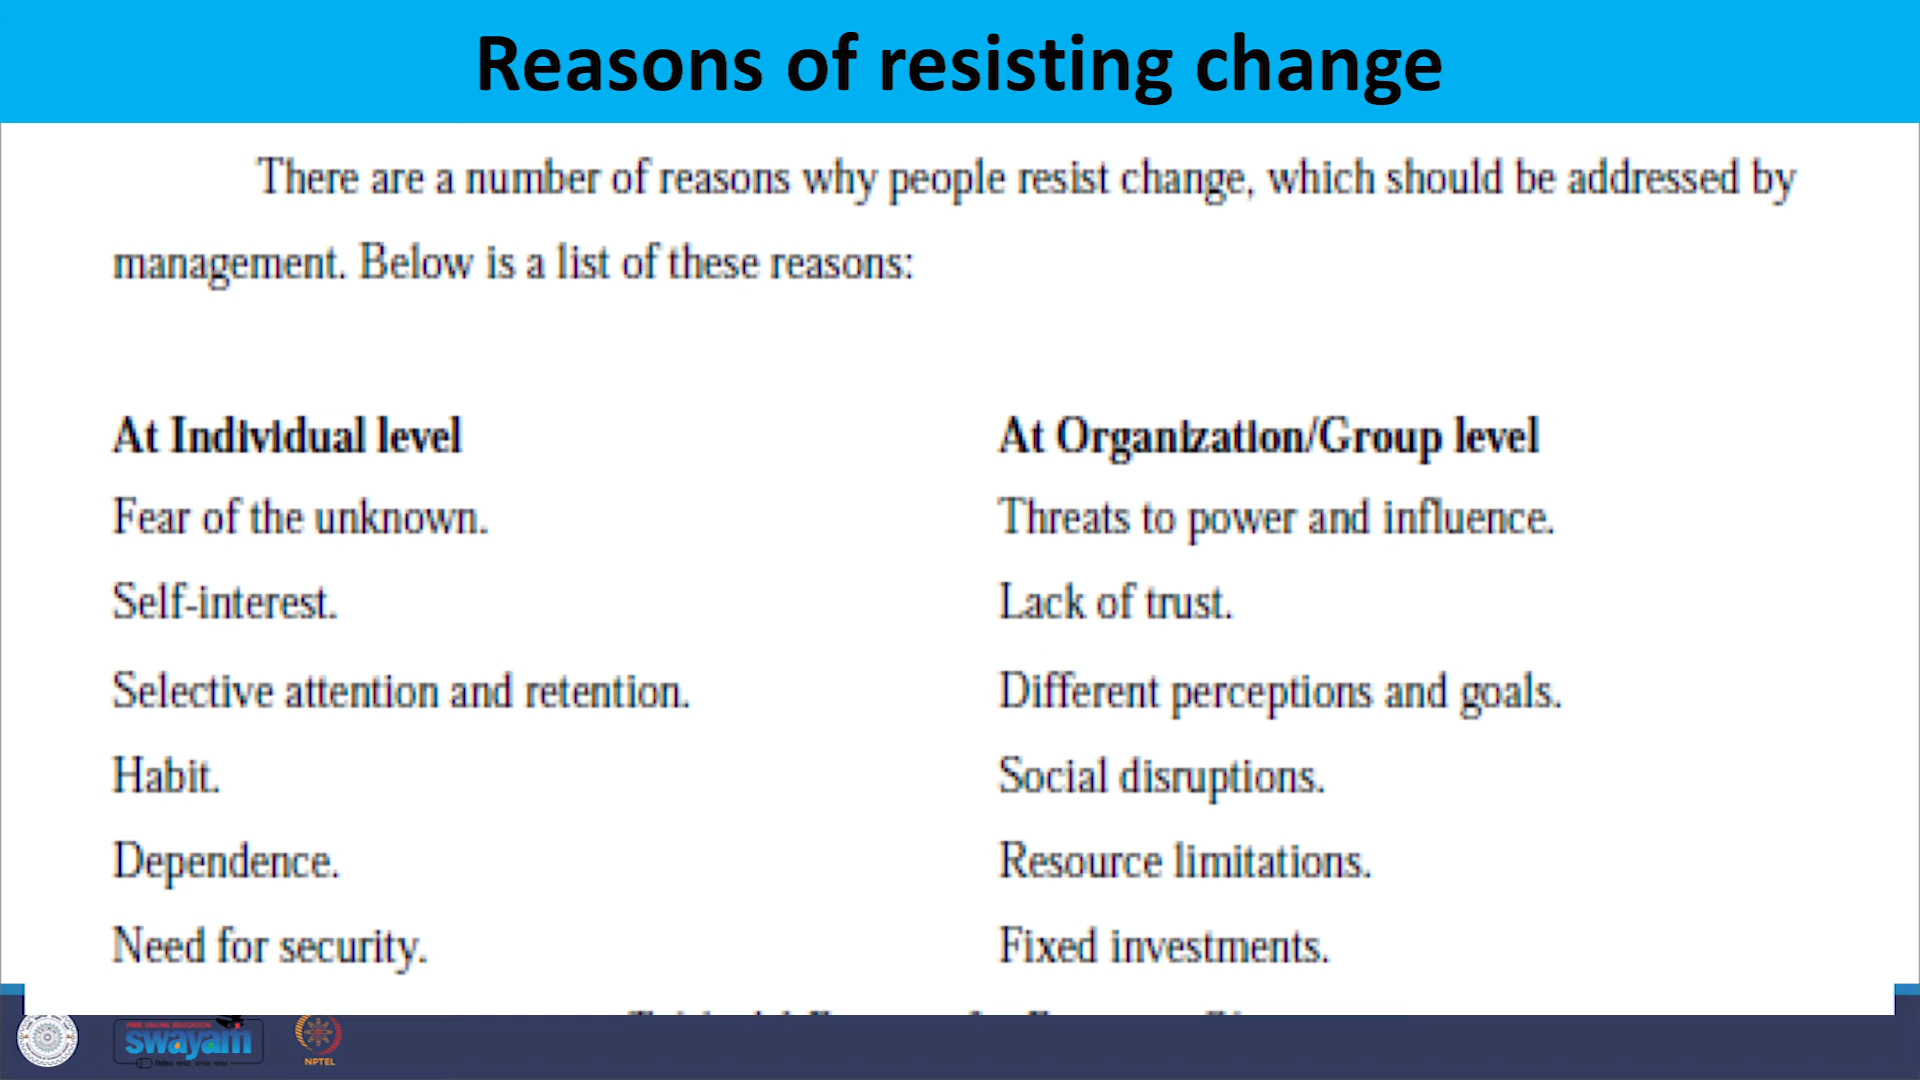 Reasons of resisting change
There are a number of reasons why people resist change, which should be addressed by
management. Below is a list of these reasons:
At Individual level
At Organization/Group level
Fear of the unknown.
Threats to power and influence.
Self-interest.
Lack of trust.
Selective attention and retention.
Different perceptions and goals.
Habit.
Social disruptions.
Dependence.
Resource limitations.
Need for security.
Fixed investments.
FREE ONLINE EDUCATION
swayam
NPTEL